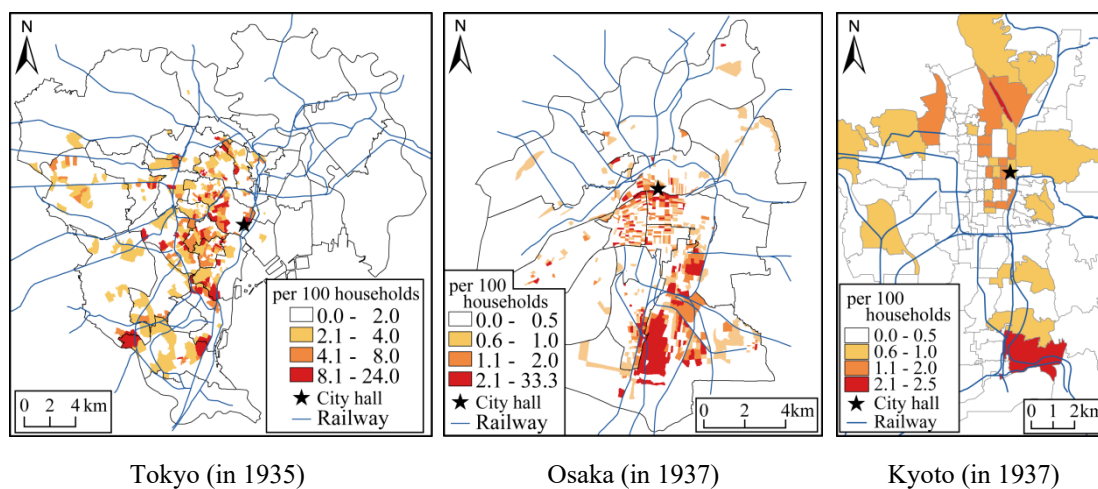 N
per 100 households
0.0 - 2.0
2.1 - 4.0
4.1 - 8.0
8.1 - 24.0
City hall
Railway
0 2 4 km
Tokyo (in 1935)
N
per 100
households
0.0 - 0.5
0.6 - 1.0
1.1 - 2.0
2.1 - 33.3
City hall
Railway
0 2 4km
Osaka (in 1937)
N
per 100
households
0.0 - 0.5
0.6 - 1.0
1.1 - 2.0
2.1 - 2.5
City hall
Railway
0 1 2km
Kyoto (in 1937)